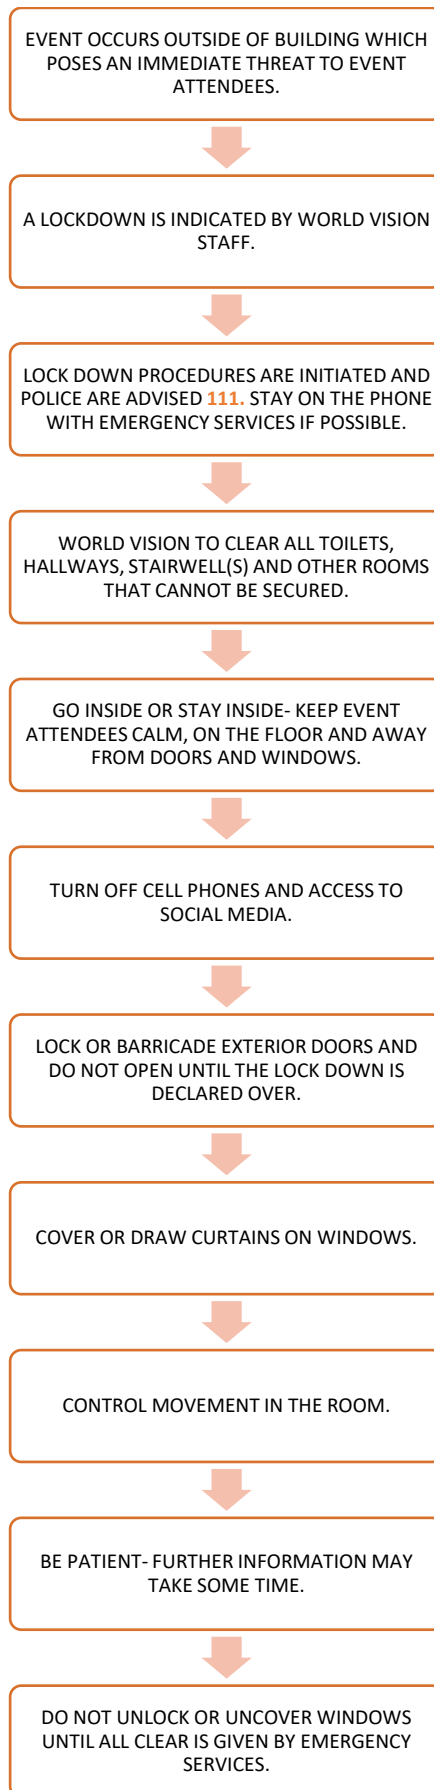 EVENT OCCURS OUTSIDE OF BUILDING WHICH
POSES AN IMMEDIATE THREAT TO EVENT
ATTENDEES.
A LOCKDOWN IS INDICATED BY WORLD VISION
STAFF.
LOCK DOWN PROCEDURES ARE INITIATED AND
POLICE ARE ADVISED 111. STAY ON THE PHONE
WITH EMERGENCY SERVICES IF POSSIBLE.
WORLD VISION TO CLEAR ALL TOILETS,
HALLWAYS, STAIRWELL(S) AND OTHER ROOMS
THAT CANNOT BE SECURED.
GO INSIDE OR STAY INSIDE- KEEP EVENT
ATTENDEES CALM, ON THE FLOOR AND AWAY
FROM DOORS AND WINDOWS.
TURN OFF CELL PHONES AND ACCESS TO
SOCIAL MEDIA.
LOCK OR BARRICADE EXTERIOR DOORS AND
DO NOT OPEN UNTIL THE LOCK DOWN IS
DECLARED OVER.
COVER OR DRAW CURTAINS ON WINDOWS.
CONTROL MOVEMENT IN THE ROOM.
BE PATIENT- FURTHER INFORMATION MAY
TAKE SOME TIME.
DO NOT UNLOCK OR UNCOVER WINDOWS
UNTIL ALL CLEAR IS GIVEN BY EMERGENCY
SERVICES.